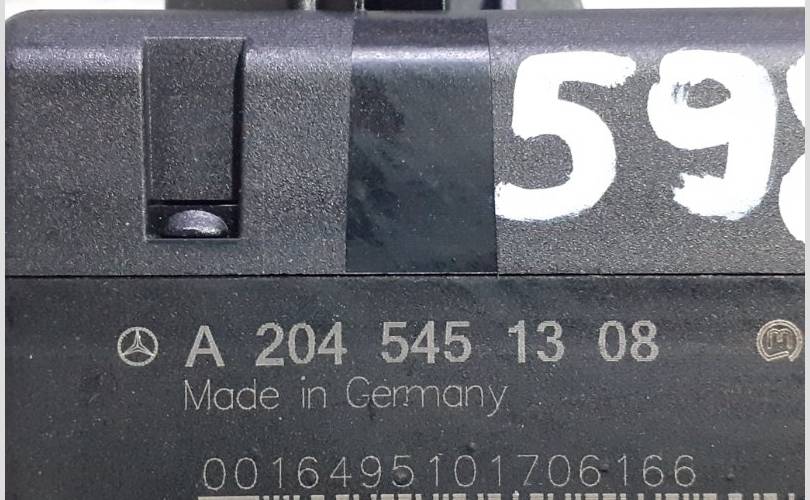 59
A 204 545 13 08
Made in Germany
0016495101706166